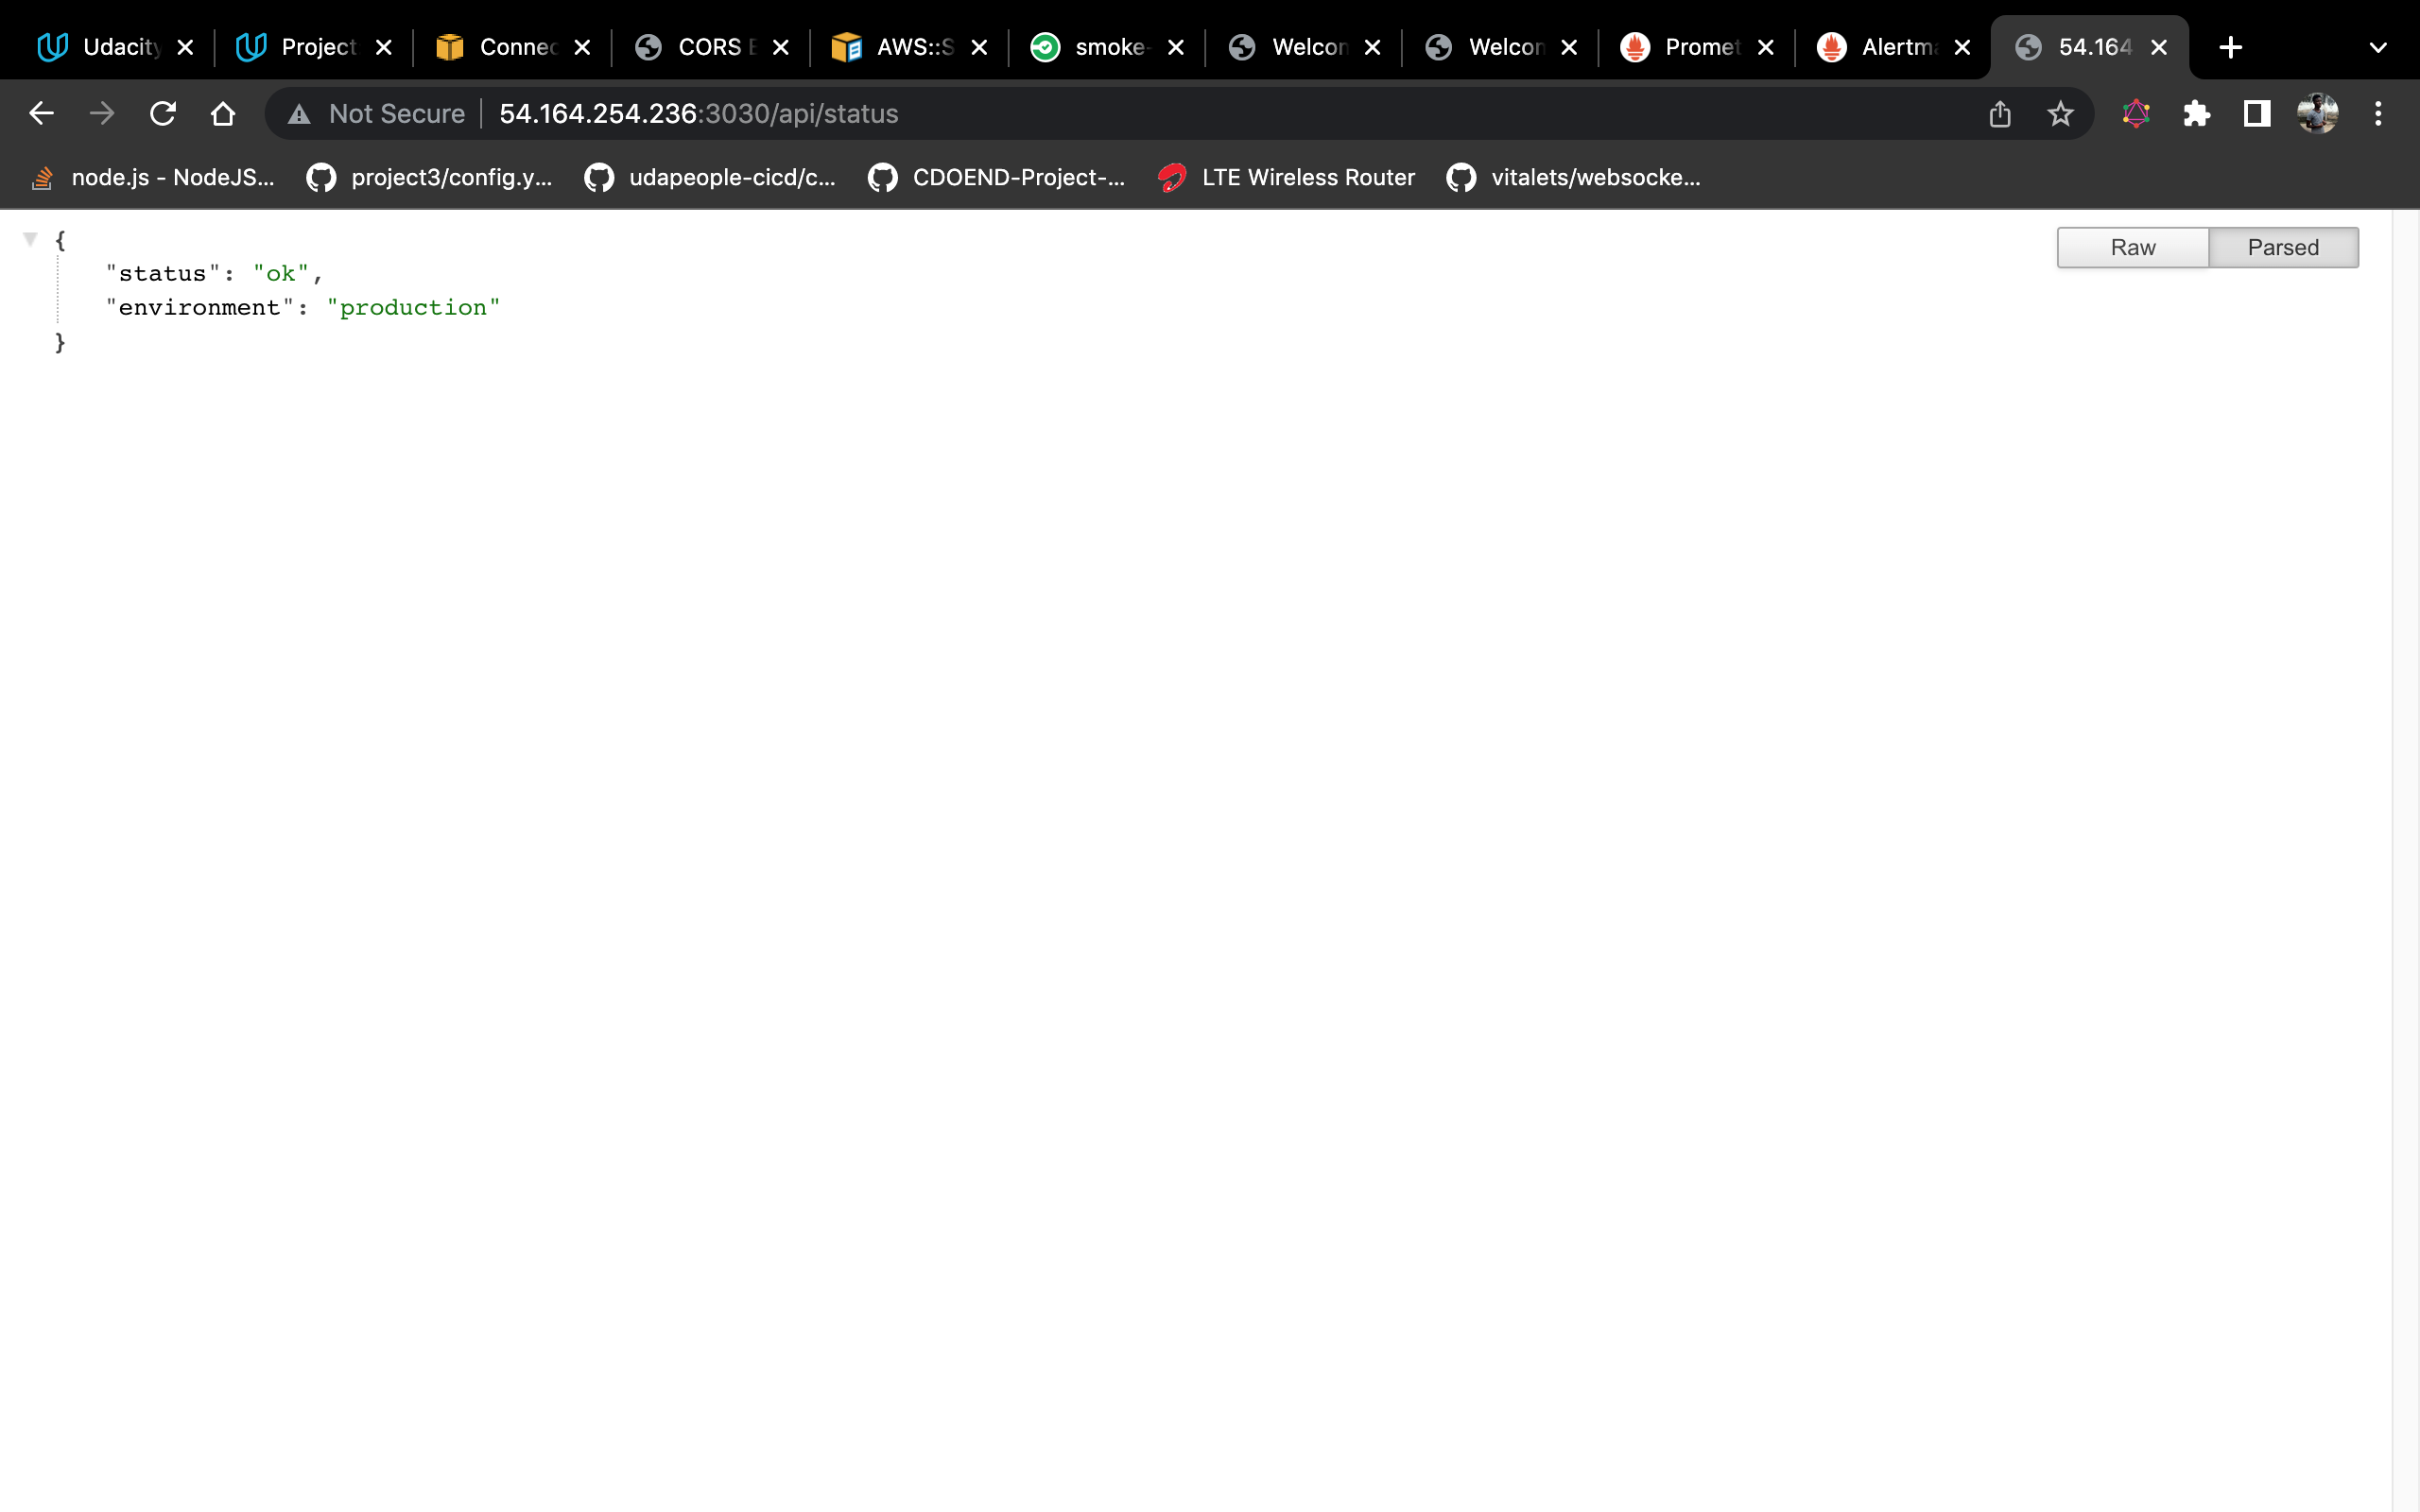 Udacity
Project
Connec
CORS E
AWS::S
smoke-
Welcom
Welcom
Promet
Alertma
54.164
Not Secure
54.164.254.236:3030/api/status
node.js - NodeJS...
project3/config.y...
udapeople-cicd/c...
CDOEND-Project-...
LTE Wireless Router
vitalets/websocke...
{
"status": "ok",
"environment": "production"
}
Raw
Parsed